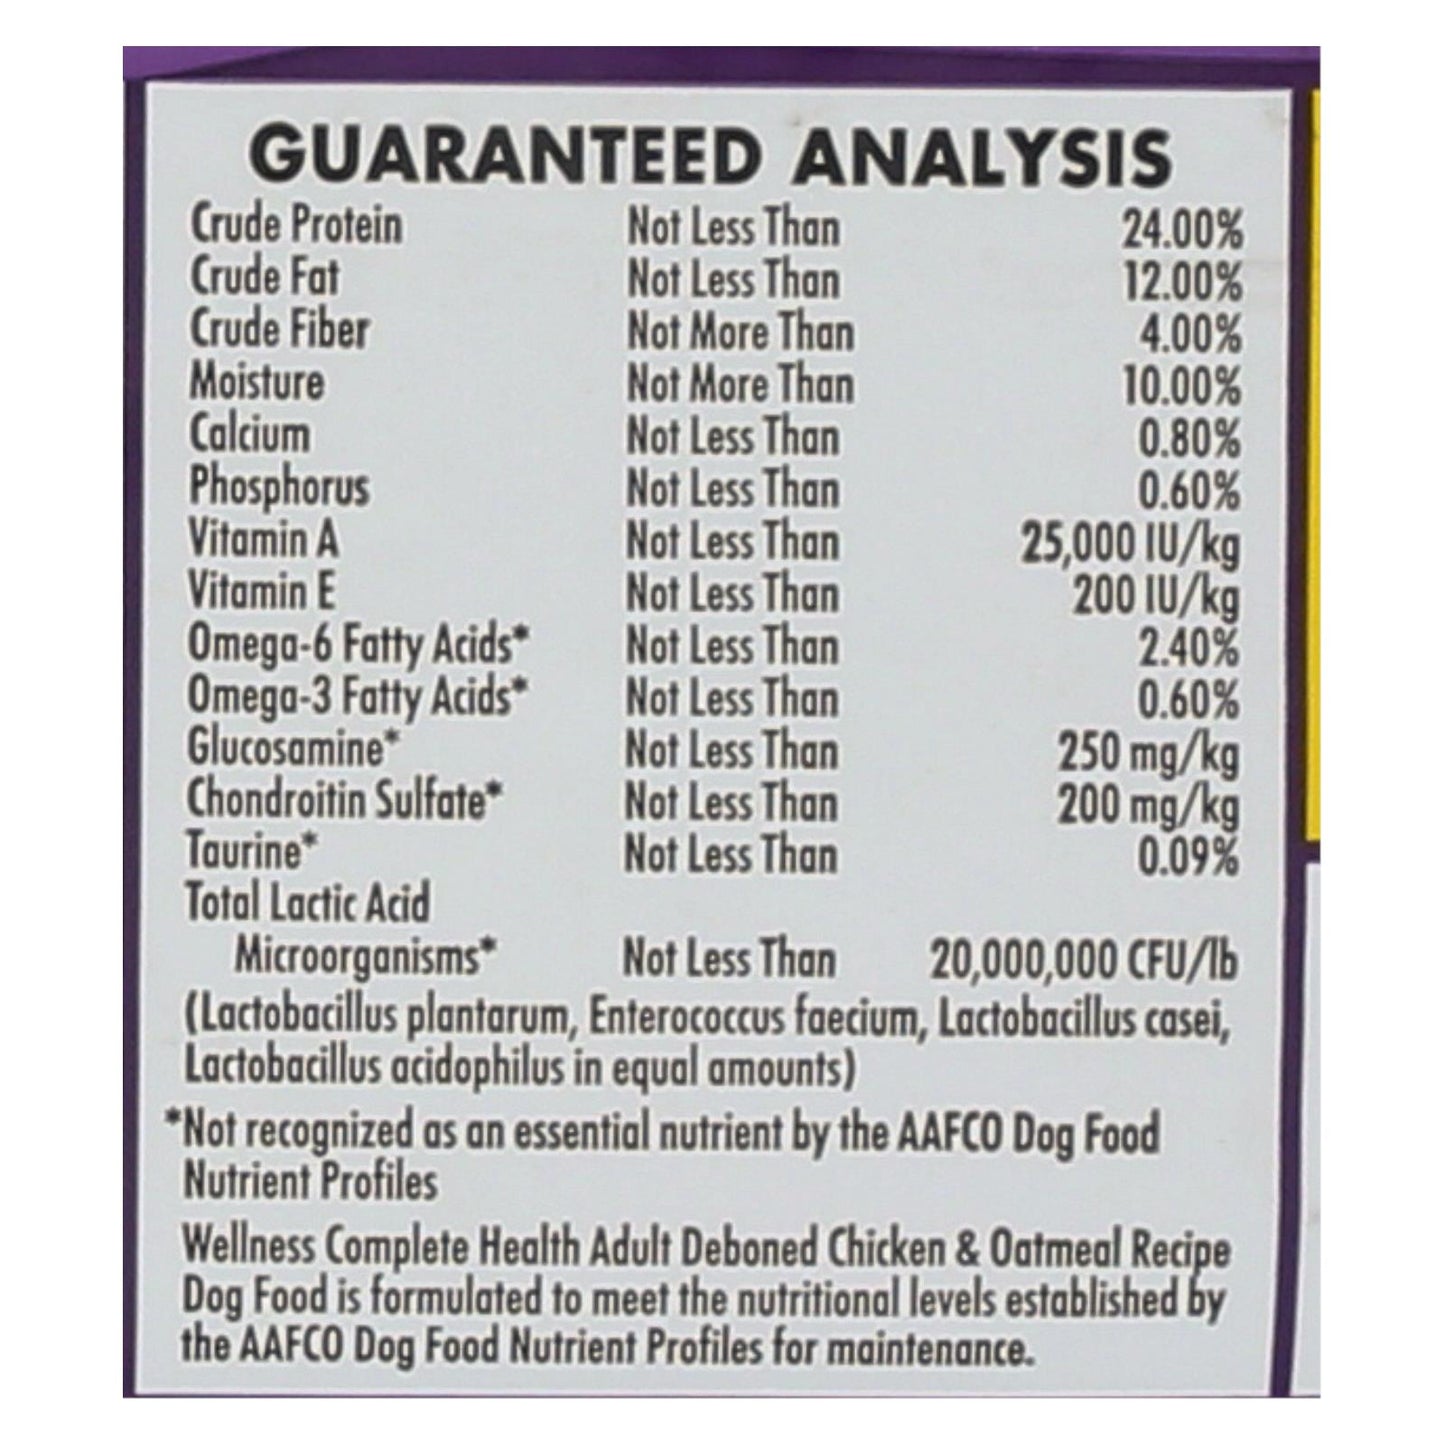 GUARANTEED ANALYSIS
Crude Protein Not Less Than 24.00%
Crude Fat Not Less Than 12.00%
Crude Fiber Not More Than 4.00%
Moisture Not More Than 10.00%
Calcium Not Less Than 0.80%
Phosphorus Not Less Than 0.60%
Vitamin A Not Less Than 25,000 IU/kg
Vitamin E Not Less Than 200 IU/kg
Omega-6 Fatty Acids* Not Less Than 2.40%
Omega-3 Fatty Acids* Not Less Than 0.60%
Glucosamine* Not Less Than 250 mg/kg
Chondroitin Sulfate* Not Less Than 200 mg/kg
Taurine* Not Less Than 0.09%
Total Lactic Acid
Microorganisms* Not Less Than 20,000,000 CFU/lb
(Lactobacillus plantarum, Enterococcus faecium, Lactobacillus casei,
Lactobacillus acidophilus in equal amounts)
*Not recognized as an essential nutrient by the AAFCO Dog Food
Nutrient Profiles
Wellness Complete Health Adult Deboned Chicken & Oatmeal Recipe
Dog Food is formulated to meet the nutritional levels established by
the AAFCO Dog Food Nutrient Profiles for maintenance.